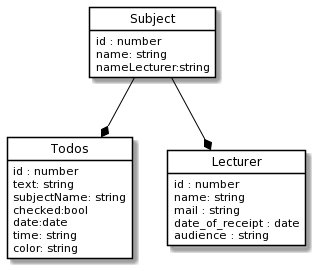 Subject
id : number
name: string
nameLecturer:string
Todos
id : number
text: string
subjectName: string
checked:bool
date:date
time: string
color: string
Lecturer
id : number
name: string
mail : string
date_of_receipt : date
audience : string